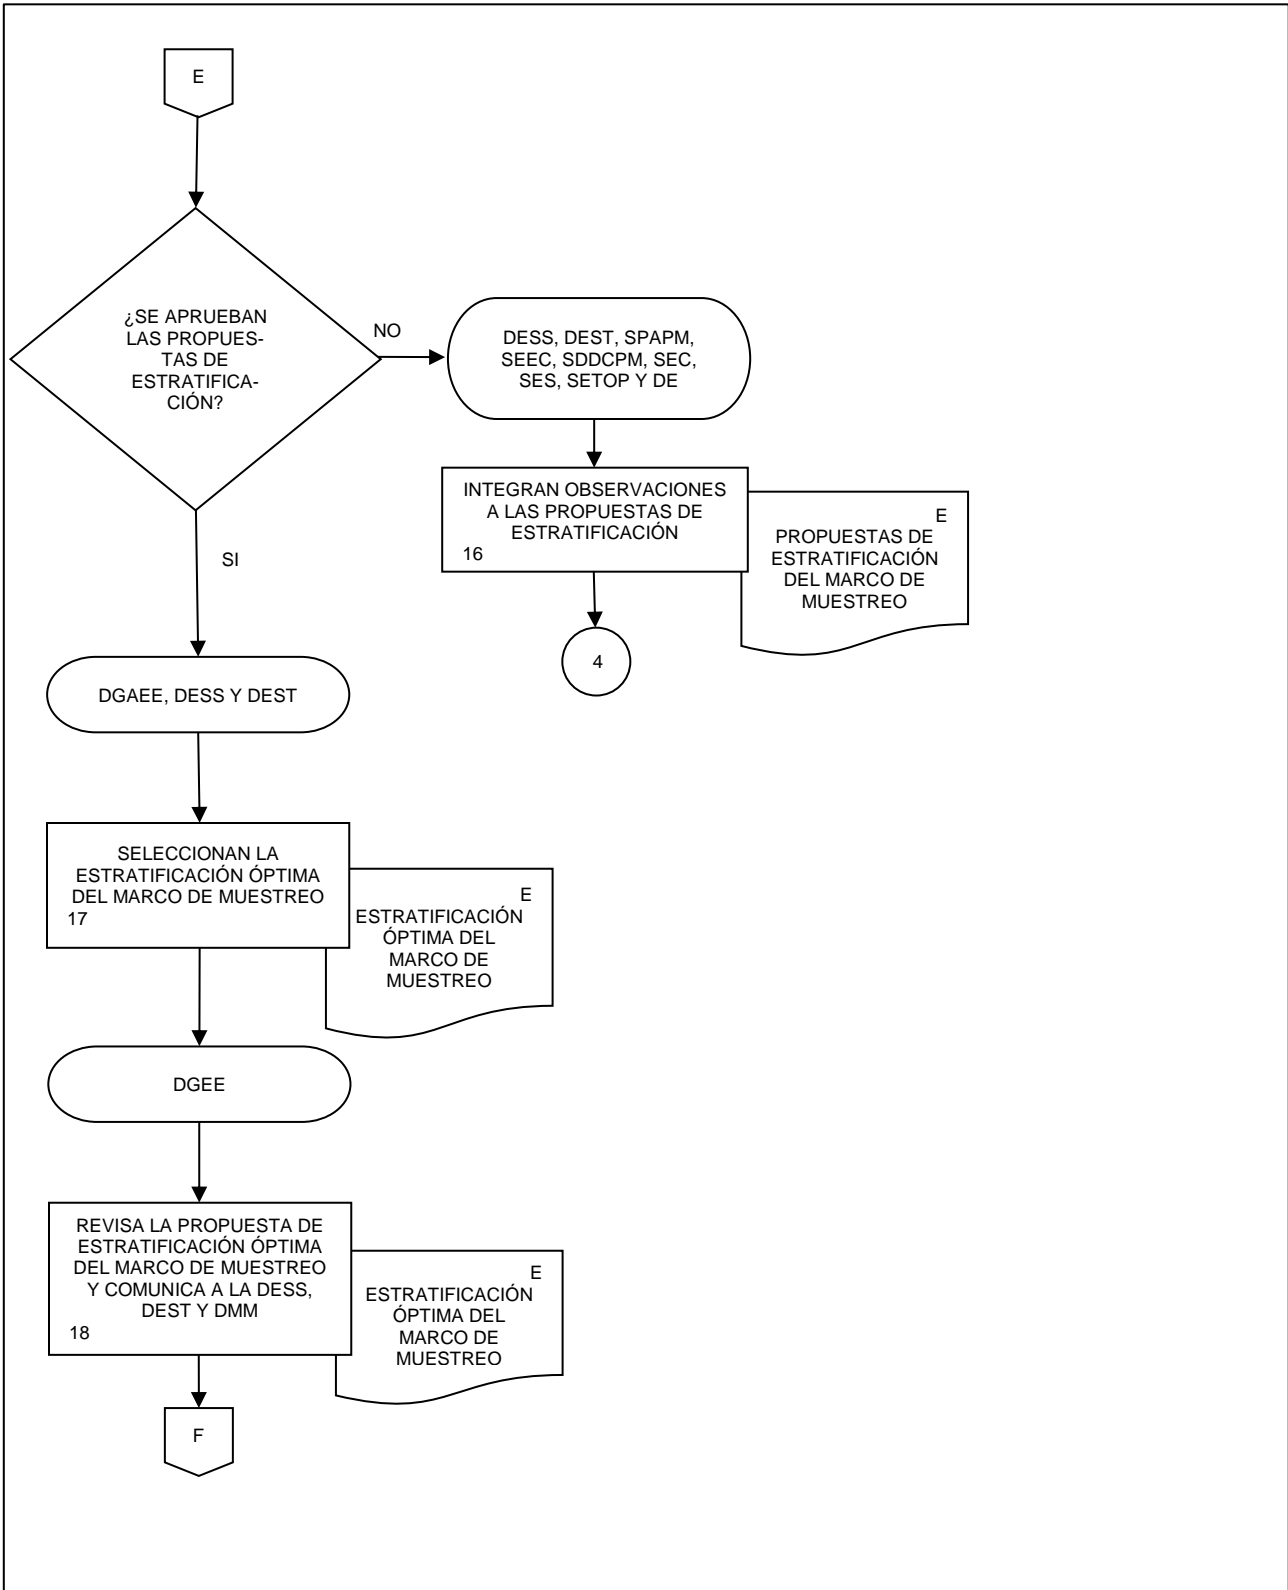 E
¿SE APRUEBAN
LAS PROPUES-
TAS DE
ESTRATIFICA-
CIÓN?
NO
DESS, DEST, SPAPM,
SEEC, SDDCPM, SEC,
SES, SETOP Y DE
INTEGRAN OBSERVACIONES
A LAS PROPUESTAS DE
ESTRATIFICACIÓN
16
E
PROPUESTAS DE
ESTRATIFICACIÓN
DEL MARCO DE
MUESTREO
4
SI
DGAEE, DESS Y DEST
SELECCIONAN LA
ESTRATIFICACIÓN ÓPTIMA
DEL MARCO DE MUESTREO
17
E
ESTRATIFICACIÓN
ÓPTIMA DEL
MARCO DE
MUESTREO
DGEE
REVISA LA PROPUESTA DE
ESTRATIFICACIÓN ÓPTIMA
DEL MARCO DE MUESTREO
Y COMUNICA A LA DESS,
DEST Y DMM
18
E
ESTRATIFICACIÓN
ÓPTIMA DEL
MARCO DE
MUESTREO
F